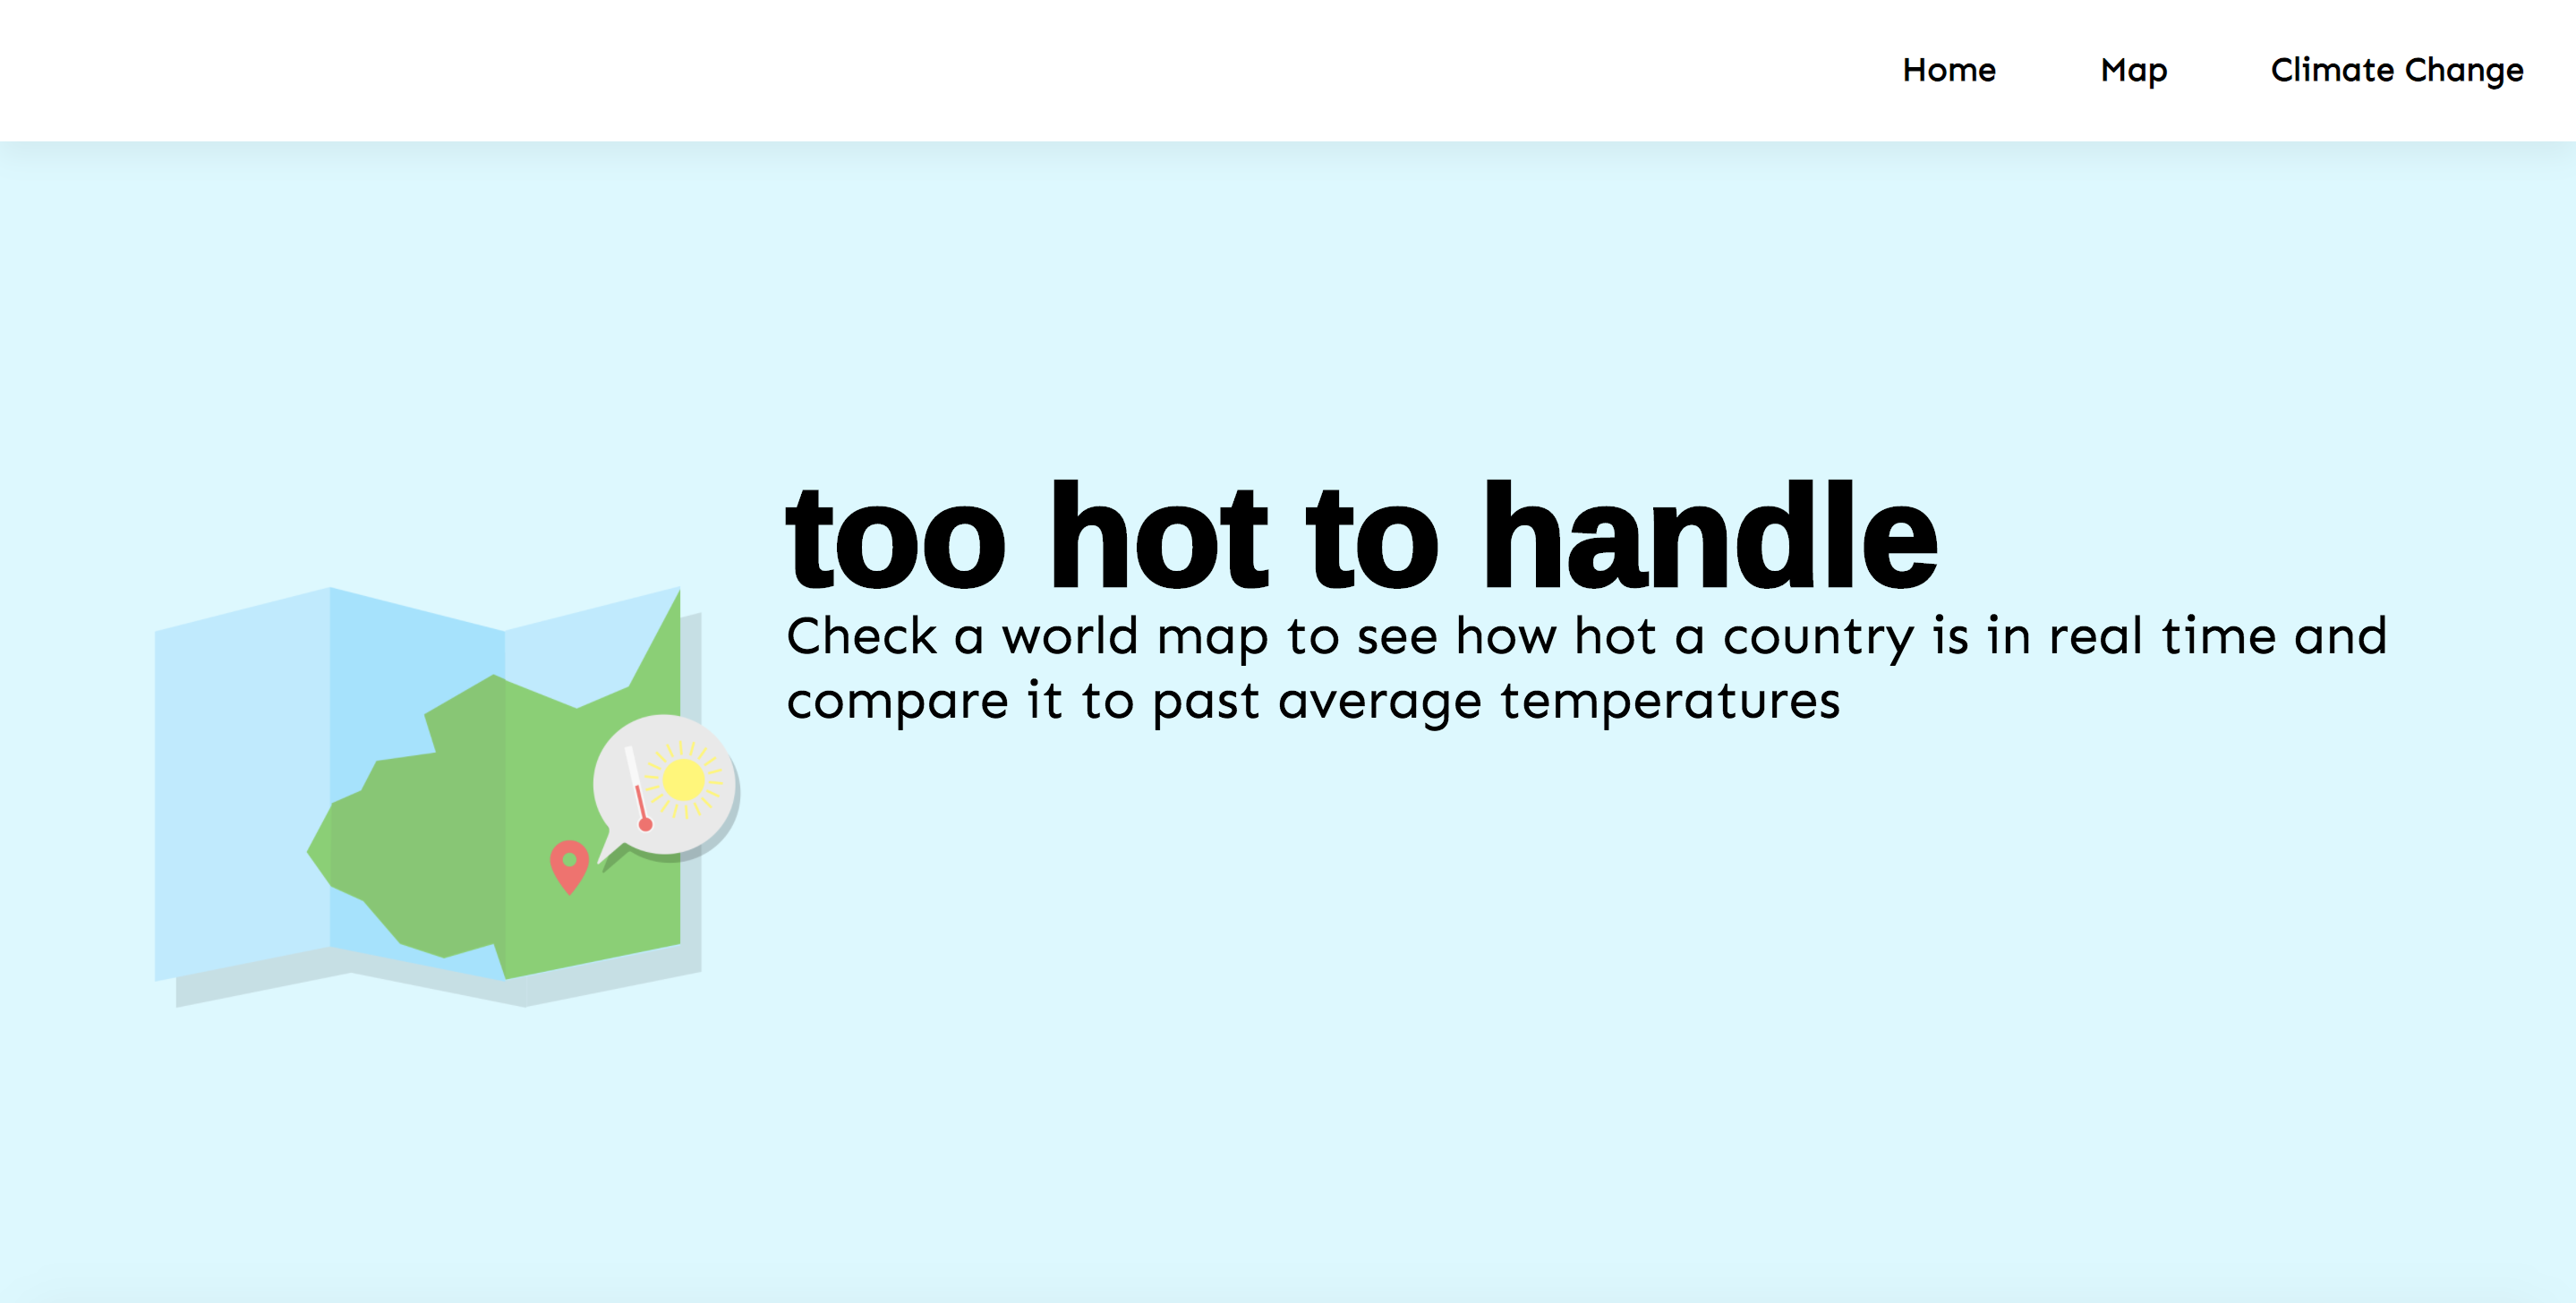 Home Map Climate Change
too hot to handle
Check a world map to see how hot a country is in real time and
compare it to past average temperatures